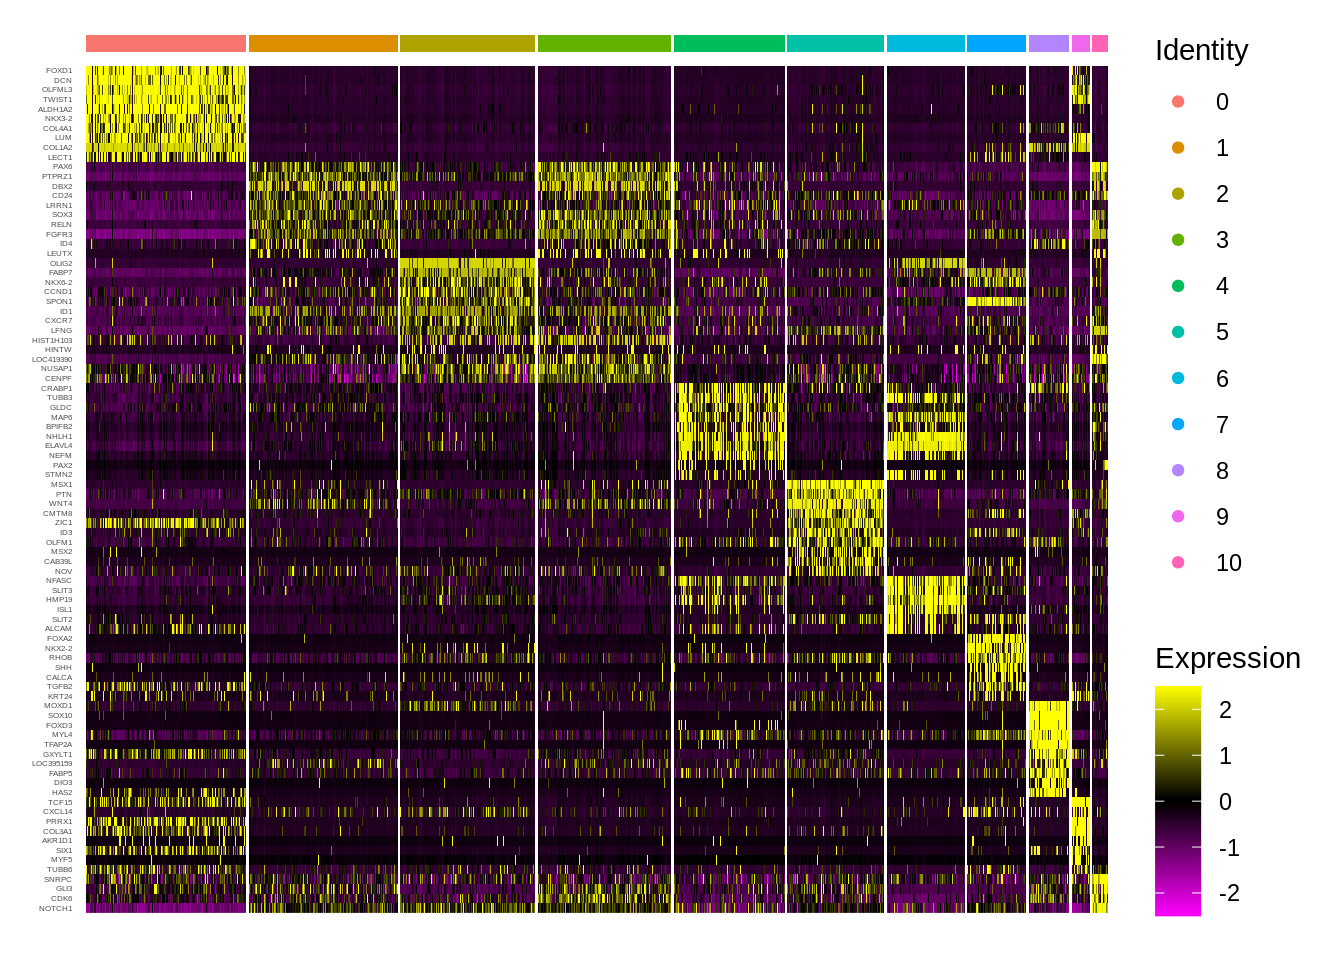 FOXD1
DCN
OLFML3
TWIST1
ALDH1A2
NKX3-2
COL4A1
LUM
COL1A2
LECT1
PAX6
PTPRZ1
DBX2
CD24
LRRN1
SOX3
RELN
FGFR3
ID4
LEUTX
OLIG2
FABP7
NKX6-2
CCND1
SPON1
ID1
CXCR7
LFNG
HIST1H103
HINTW
LOC419390
NUSAP1
CENPF
CRABP1
TUBB3
GLDC
MAP6
BPIFB2
NHLH1
ELAVL4
NEFM
PAX2
STMN2
MSX1
PTN
WNT4
CMTM8
ZIC1
ID3
OLFM1
MSX2
CAB39L
NOV
NFASC
SLIT3
HMP19
ISL1
SLIT2
ALCAM
FOXA2
NKX2-2
RHOB
SHH
CALCA
TGFB2
KRT24
MOXD1
SOX10
FOXD3
MYL4
TFAP2A
GXYLT1
LOC395159
FABP5
DIO3
HAS2
TCF15
CXCL14
PRRX1
COL3A1
AKR1D1
SIX1
MYF5
TUBB6
SNRPC
GLI3
CDK6
NOTCH1
Identity
0
1
2
3
4
5
6
7
8
9
10
Expression
2
1
0
-1
-2